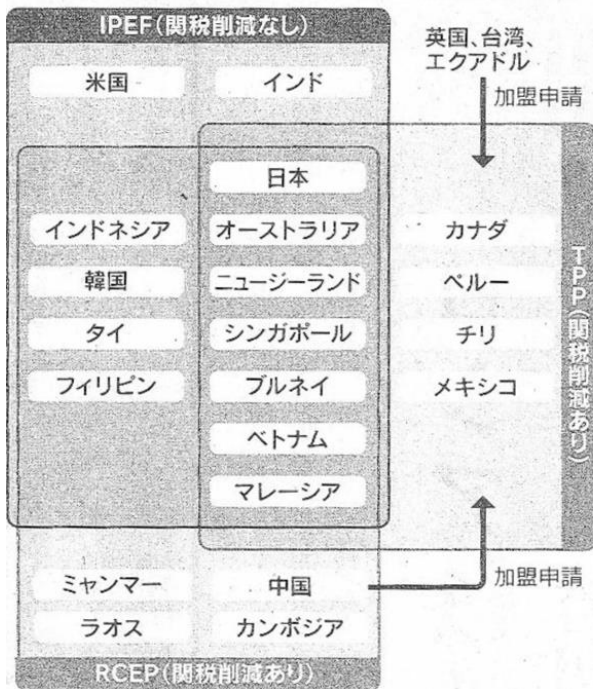 IPEF(関税削減なし)
英国、台湾、
エクアドル
加盟申請
米国
インド
日本
インドネシア
オーストラリア
カナダ
韓国
ニュージーランド
ペルー
タイ
シンガポール
チリ
フィリピン
ブルネイ
メキシコ
ベトナム
マレーシア
TPP(関税削減あり)
ミャンマー
中国
加盟申請
ラオス
カンボジア
RCEP(関税削減あり)